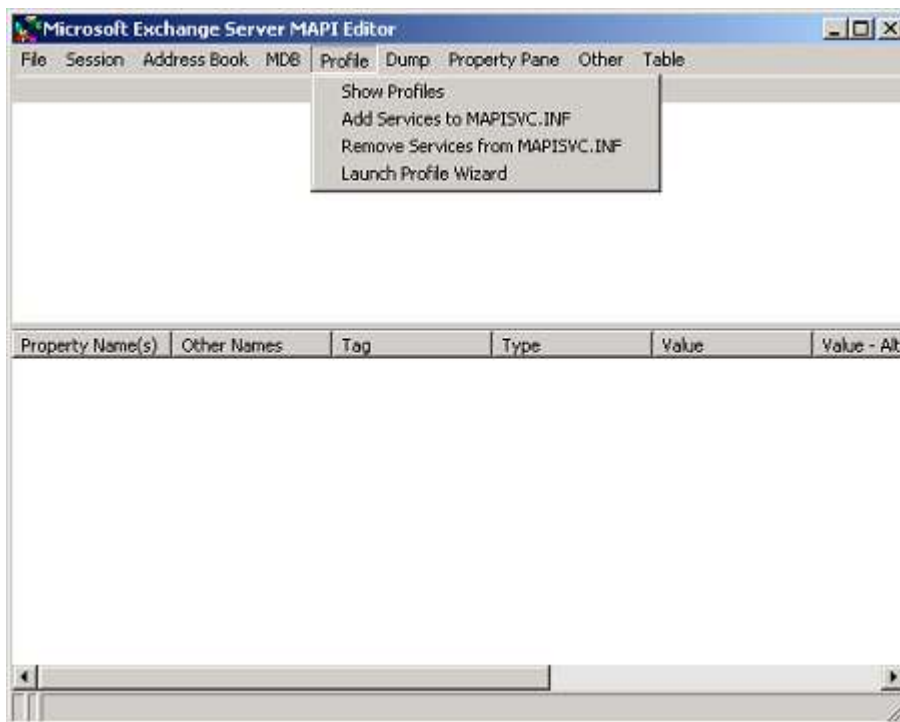 Microsoft Exchange Server MAPI Editor
File Session Address Book MDB Profile Dump Property Pane Other Table
Show Profiles
Add Services to MAPISVC.INF
Remove Services from MAPISVC.INF
Launch Profile Wizard
Property Name(s) Other Names Tag Type Value Value - Alt